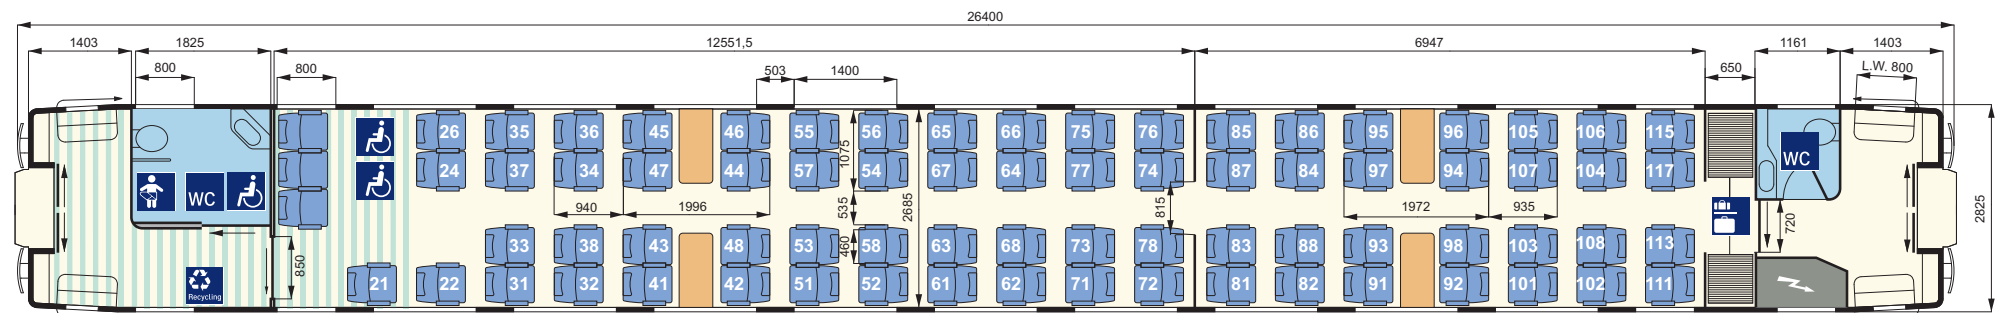 26400
1403 1825 12551,5 6947 1161 1403
800 800 503 1400 650 L.W. 800
26 35 36 45 46 55 56 65 66 75 76 85 86 95 96 105 106 115
1075
24 37 34 47 44 57 54 67 64 77 74 87 84 97 94 107 104 117
WC
WC
940 1996 535 2685 815 1972 935 720 2825
33 38 43 48 53 460 58 63 68 73 78 83 88 93 98 103 108 113
850
21 22 31 32 41 42 51 52 61 62 71 72 81 82 91 92 101 102 111
Recycling